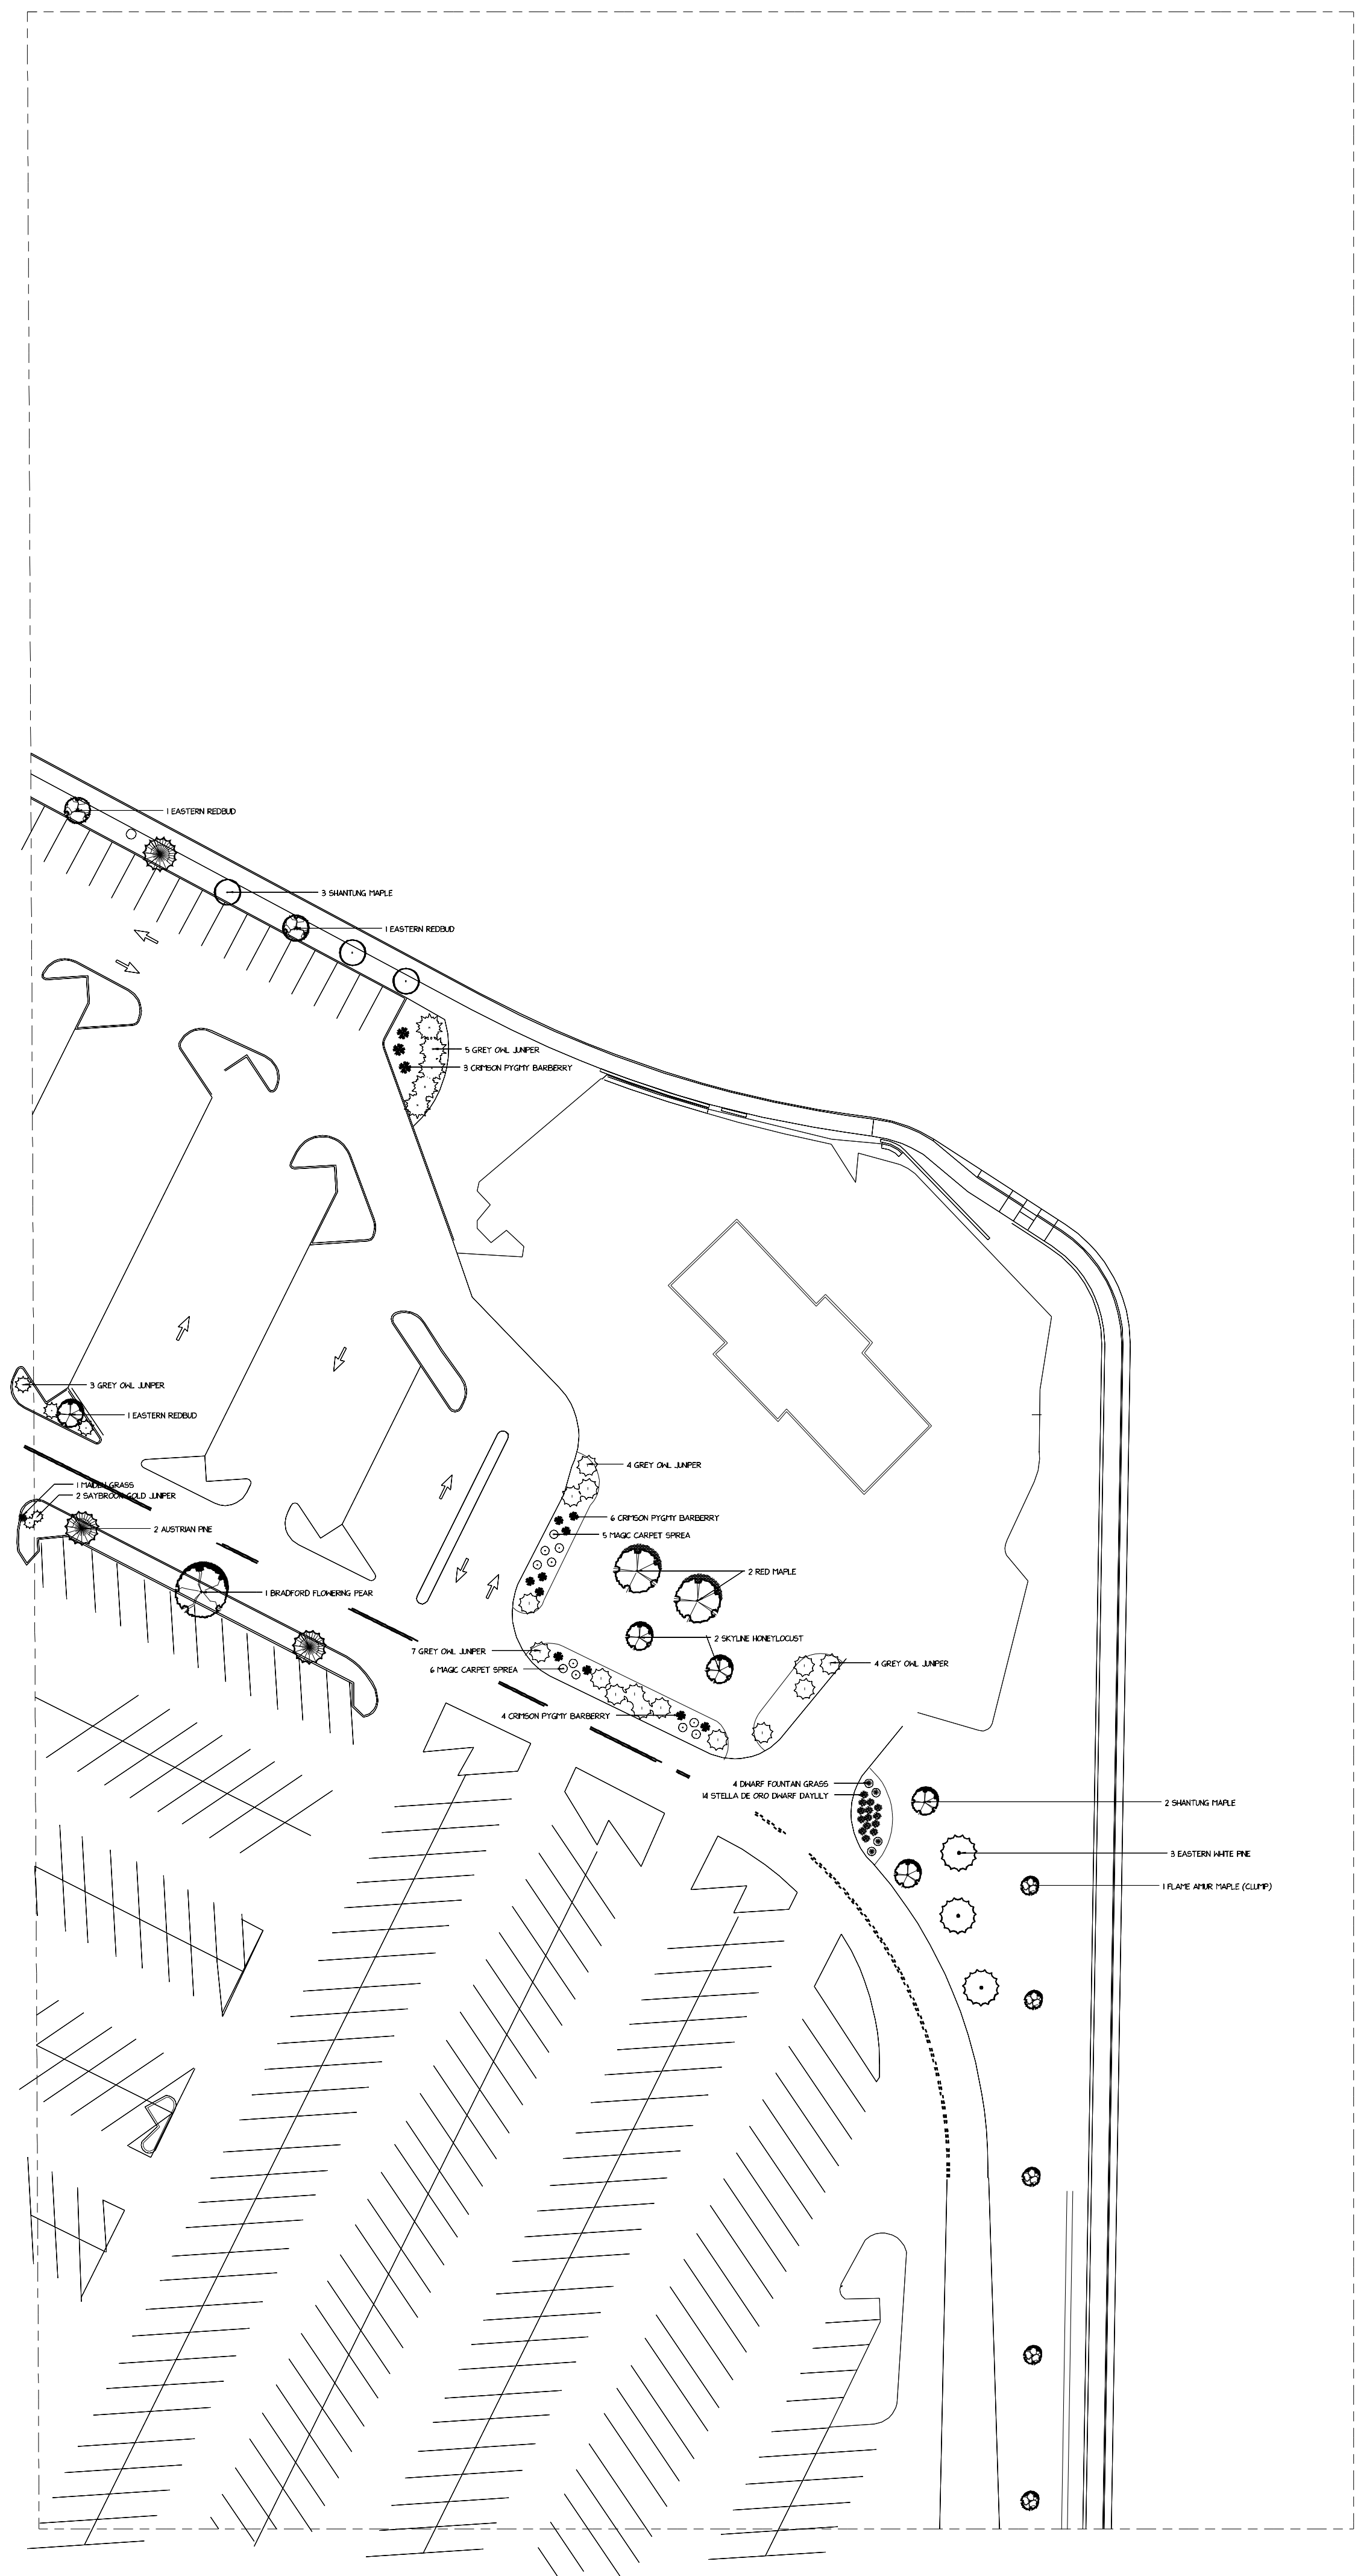 1 EASTERN REDBUD
3 SHANTUNG MAPLE
1 EASTERN REDBUD
5 GREY OWL JUNIPER
3 CRIMSON PYGMY BARBERRY
3 GREY OWL JUNIPER
1 EASTERN REDBUD
4 GREY OWL JUNIPER
1 MAIDEN GRASS
2 SAYBROOK GOLD JUNIPER
6 CRIMSON PYGMY BARBERRY
2 AUSTRIAN PINE
5 MAGIC CARPET SPIREA
2 RED MAPLE
1 BRADFORD FLOWERING PEAR
2 SKYLINE HONEYLOCUST
7 GREY OWL JUNIPER
4 GREY OWL JUNIPER
6 MAGIC CARPET SPIREA
4 CRIMSON PYGMY BARBERRY
4 DWARF FOUNTAIN GRASS
14 STELLA DE ORO DWARF DAYLILY
2 SHANTUNG MAPLE
3 EASTERN WHITE PINE
1 FLAME AMUR MAPLE (CLUMP)